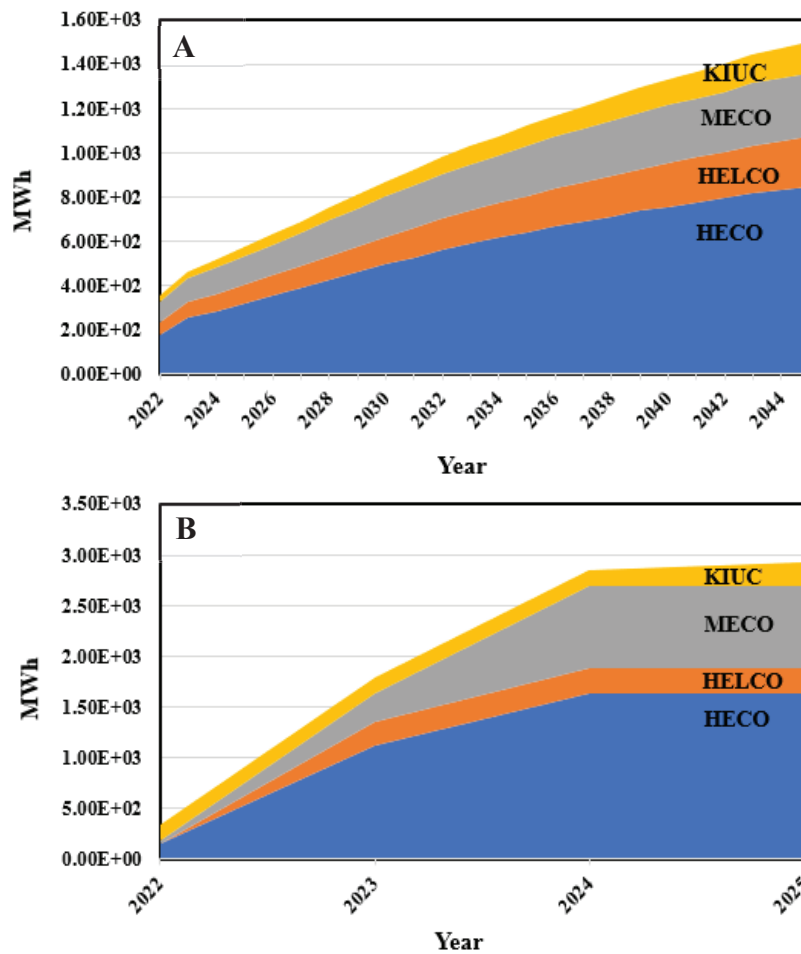 A
1.60E+03
1.40E+03
1.20E+03
1.00E+03
8.00E+02
6.00E+02
4.00E+02
2.00E+02
0.00E+00
MWh
KIUC
MECO
HELCO
HECO
2022
2024
2026
2028
2030
2032
2034
2036
2038
2040
2042
2044
Year
B
3.50E+03
3.00E+03
2.50E+03
2.00E+03
1.50E+03
1.00E+03
5.00E+02
0.00E+00
MWh
KIUC
MECO
HELCO
HECO
2022
2023
2024
2025
Year